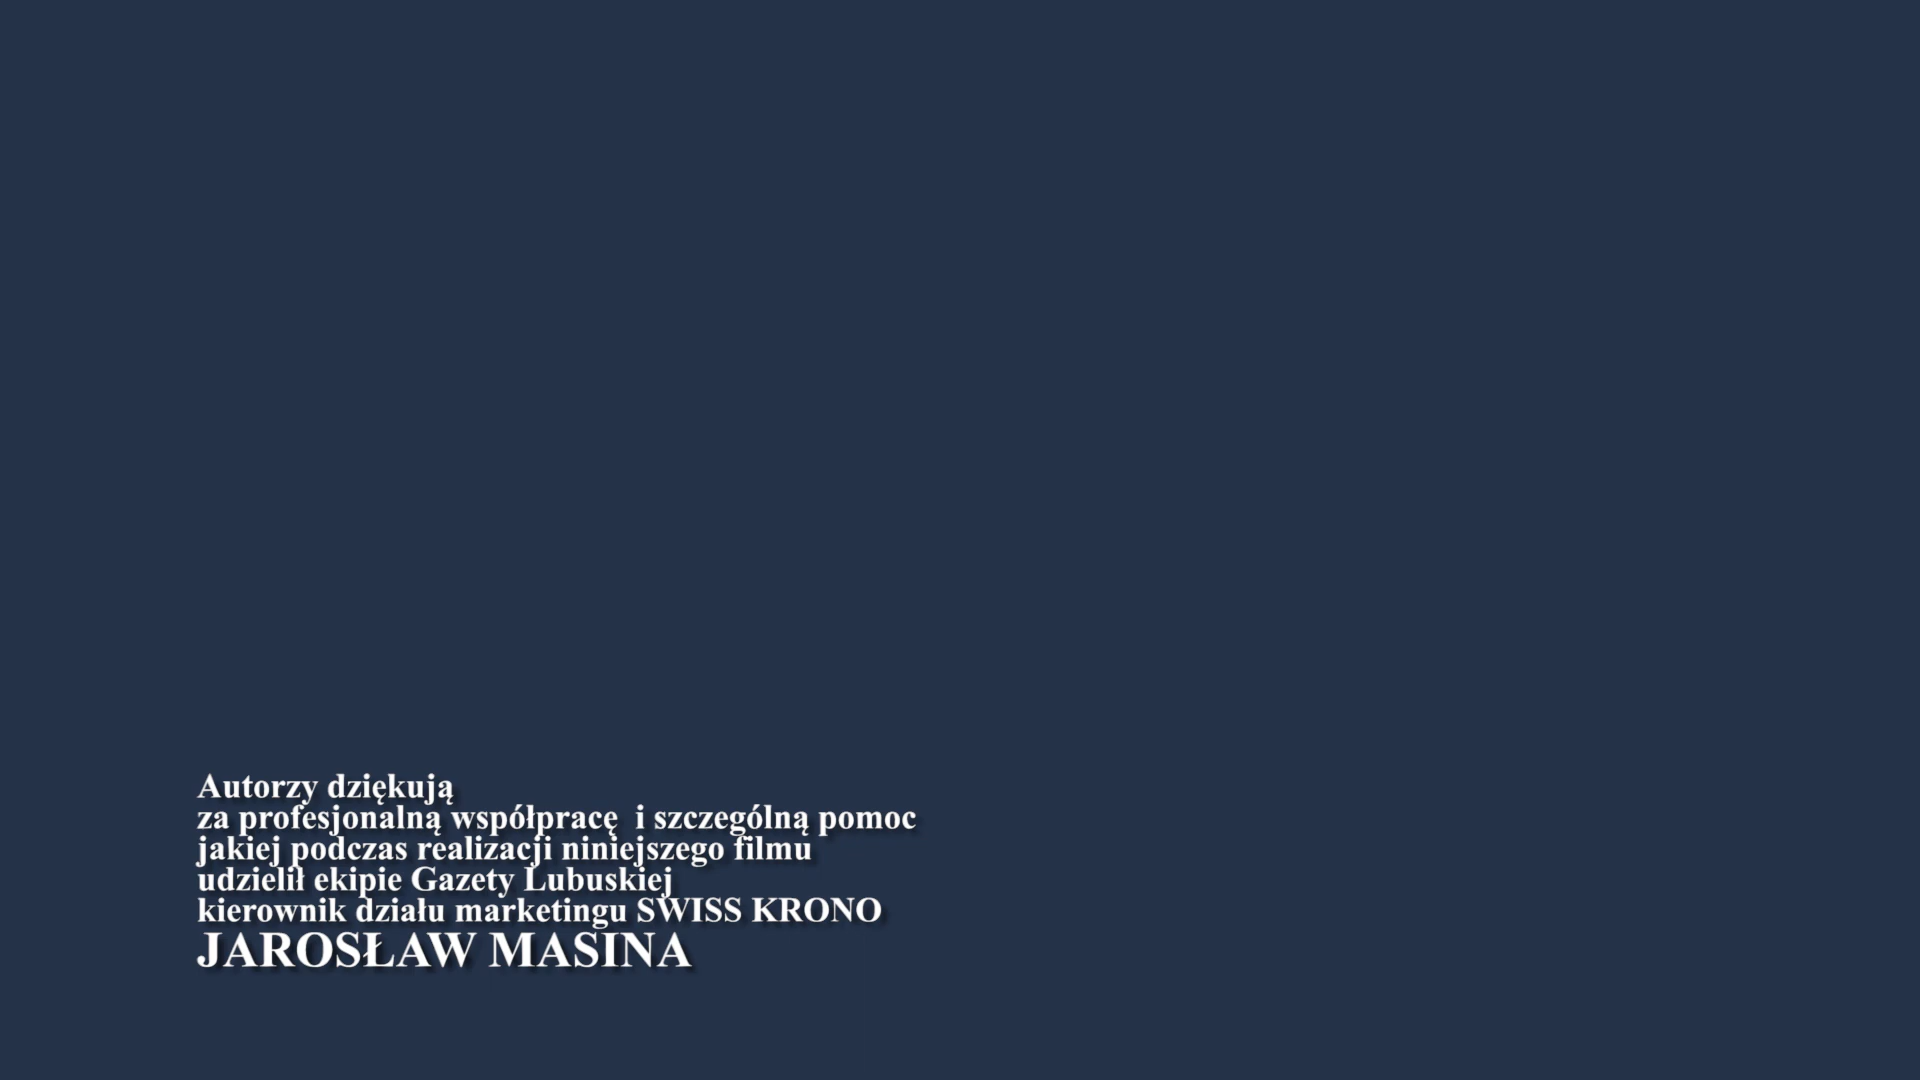 Autorzy dziękują
za profesjonalną współpracę  i szczególną pomoc
jakiej podczas realizacji niniejszego filmu
udzielił ekipie Gazety Lubuskiej
kierownik działu marketingu SWISS KRONO
JAROSŁAW MASINA